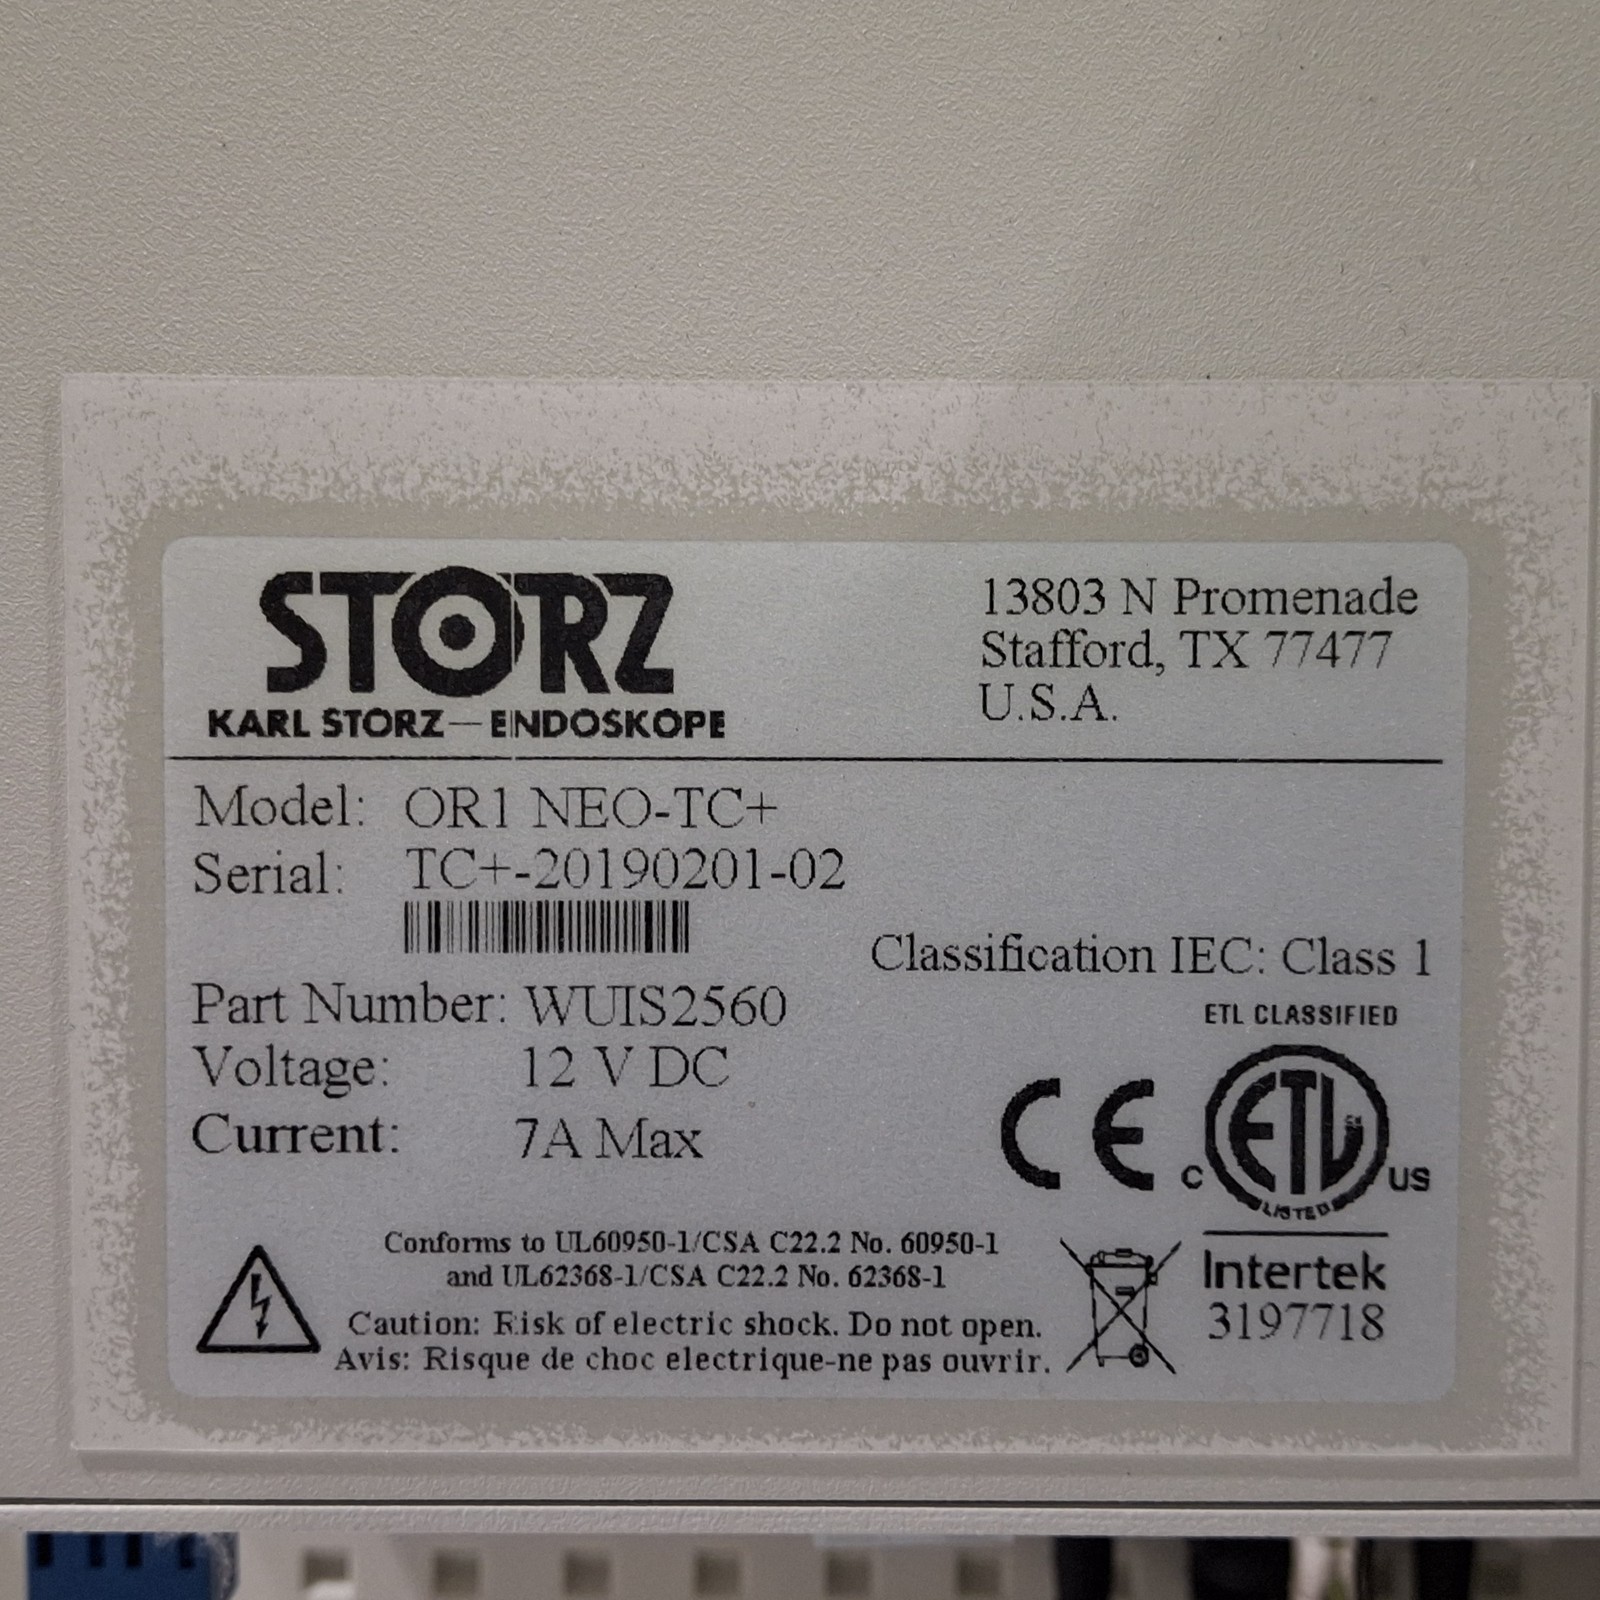 STORZ
KARL STORZ—ENDOSKOPE
13803 N Promenade
Stafford, TX 77477
U.S.A.
Model: OR1 NEO-TC+
Serial: TC+-20190201-02
Classification IEC: Class 1
Part Number: WUIS2560
ETL CLASSIFIED
Voltage: 12 V DC
Current: 7A Max
CE
C ETL US
LISTED
Intertek
3197718
Conforms to UL60950-1/CSA C22.2 No. 60950-1
and UL62368-1/CSA C22.2 No. 62368-1
Caution: Risk of electric shock. Do not open.
Avis: Risque de choc electrique-ne pas ouvrir.